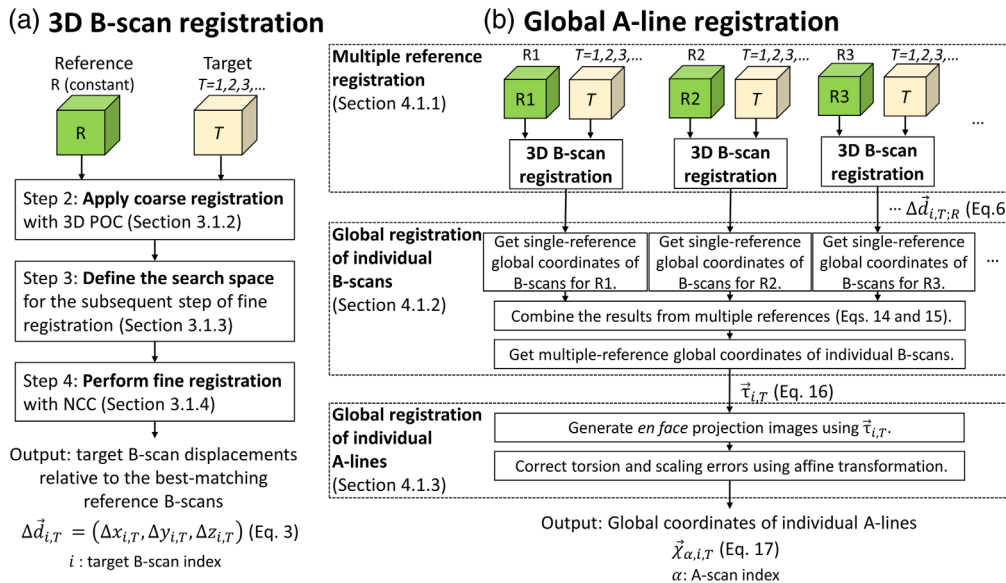 (a) 3D B-scan registration
Reference
R (constant)
Target
T=1,2,3,...
R
T
Step 2: Apply coarse registration
with 3D POC (Section 3.1.2)
Step 3: Define the search space
for the subsequent step of fine
registration (Section 3.1.3)
Step 4: Perform fine registration
with NCC (Section 3.1.4)
Output: target B-scan displacements
relative to the best-matching
reference B-scans
Δd⃗_{i,T} = (Δx_{i,T}, Δy_{i,T}, Δz_{i,T}) (Eq. 3)
i : target B-scan index
(b) Global A-line registration
Multiple reference
registration
(Section 4.1.1)
R1
T=1,2,3,...
R1
T
3D B-scan
registration
R2
T=1,2,3,...
R2
T
3D B-scan
registration
R3
T=1,2,3,...
R3
T
3D B-scan
registration
...
... Δd⃗_{i,T;R} (Eq.6
Global registration
of individual
B-scans
(Section 4.1.2)
Get single-reference
global coordinates of
B-scans for R1.
Get single-reference
global coordinates of
B-scans for R2.
Get single-reference
global coordinates of
B-scans for R3.
...
Combine the results from multiple references (Eqs. 14 and 15).
Get multiple-reference global coordinates of individual B-scans.
τ⃗_{i,T} (Eq. 16)
Global registration
of individual
A-lines
(Section 4.1.3)
Generate en face projection images using τ⃗_{i,T}.
Correct torsion and scaling errors using affine transformation.
Output: Global coordinates of individual A-lines
χ⃗_{α,i,T} (Eq. 17)
α: A-scan index